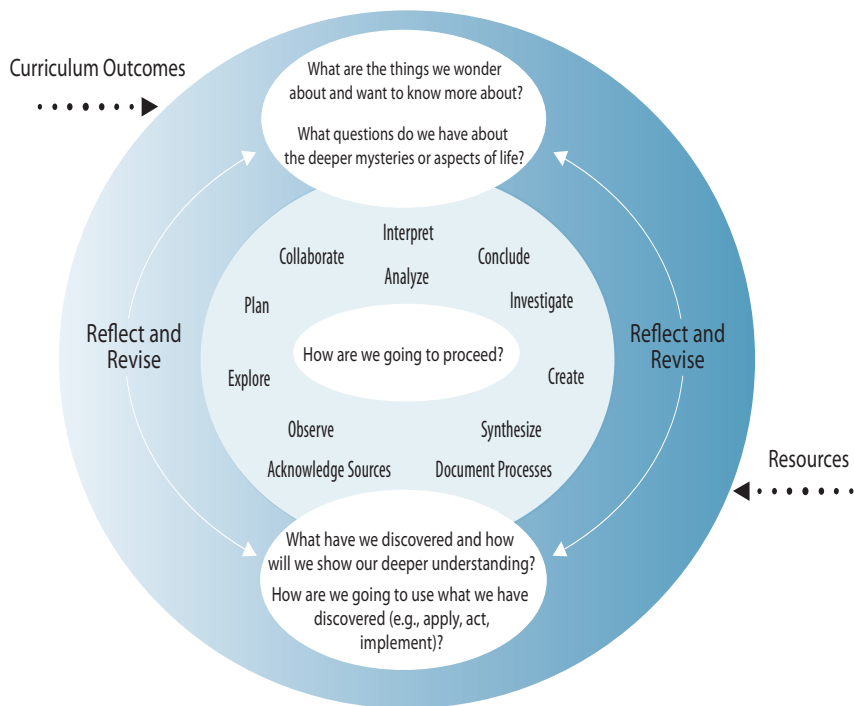 Curriculum Outcomes
What are the things we wonder
about and want to know more about?
What questions do we have about
the deeper mysteries or aspects of life?
Interpret
Collaborate
Conclude
Analyze
Plan
Investigate
Reflect and
Revise
How are we going to proceed?
Reflect and
Revise
Explore
Create
Observe
Synthesize
Acknowledge Sources
Document Processes
Resources
What have we discovered and how
will we show our deeper understanding?
How are we going to use what we have
discovered (e.g., apply, act,
implement)?